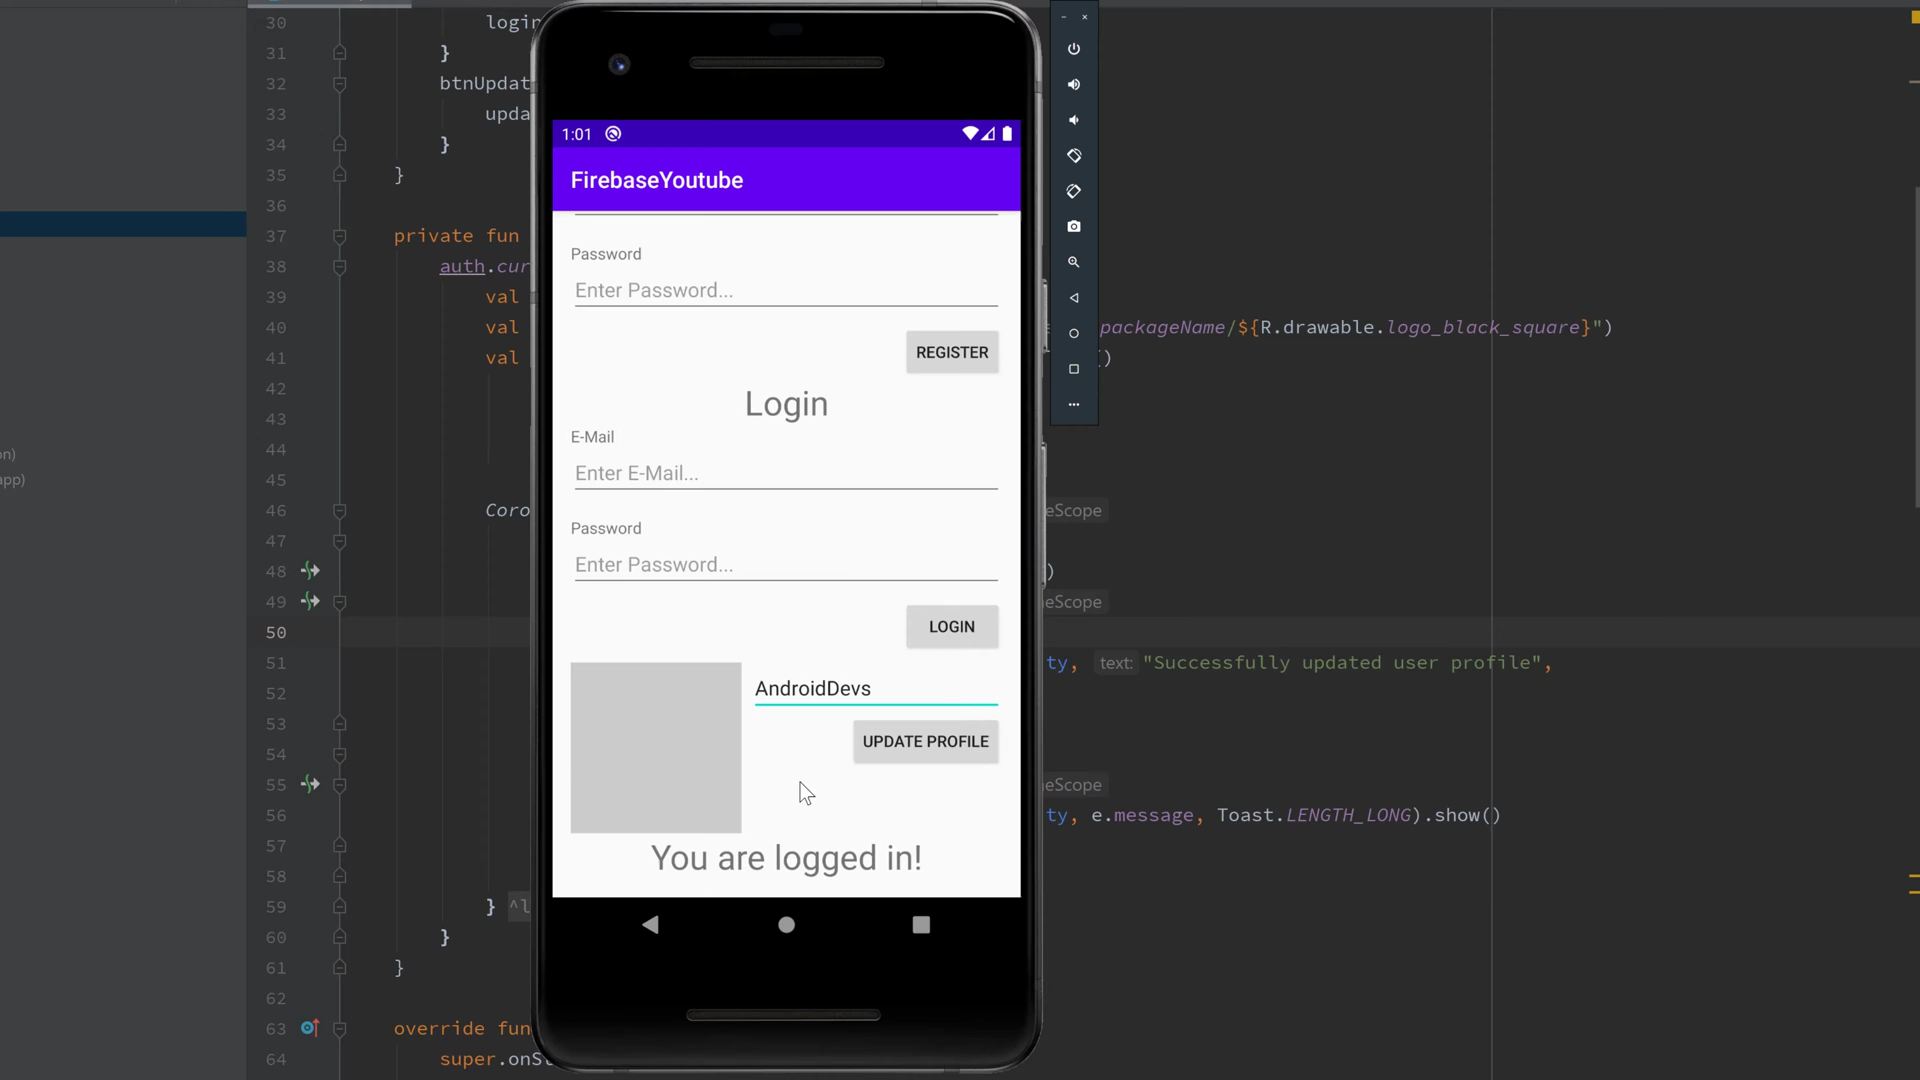 30 login
31 }
32 btnUpdat
33 upda
34 }
35 }
36
37 private fun
38 auth.cur
39 val
40 val packageName/${R.drawable.logo_black_square}")
41 val ()
42
43
44
45
46 Coro eScope
47
48 )
49 eScope
50
51 ty, text: "Successfully updated user profile",
52
53
54
55 eScope
56 ty, e.message, Toast.LENGTH_LONG).show()
57
58
59 } ^l
60 }
61 }
62
63 override fun
64 super.onSt
on)
app)
1:01
FirebaseYoutube
Password
Enter Password...
REGISTER
Login
E-Mail
Enter E-Mail...
Password
Enter Password...
LOGIN
AndroidDevs
UPDATE PROFILE
You are logged in!